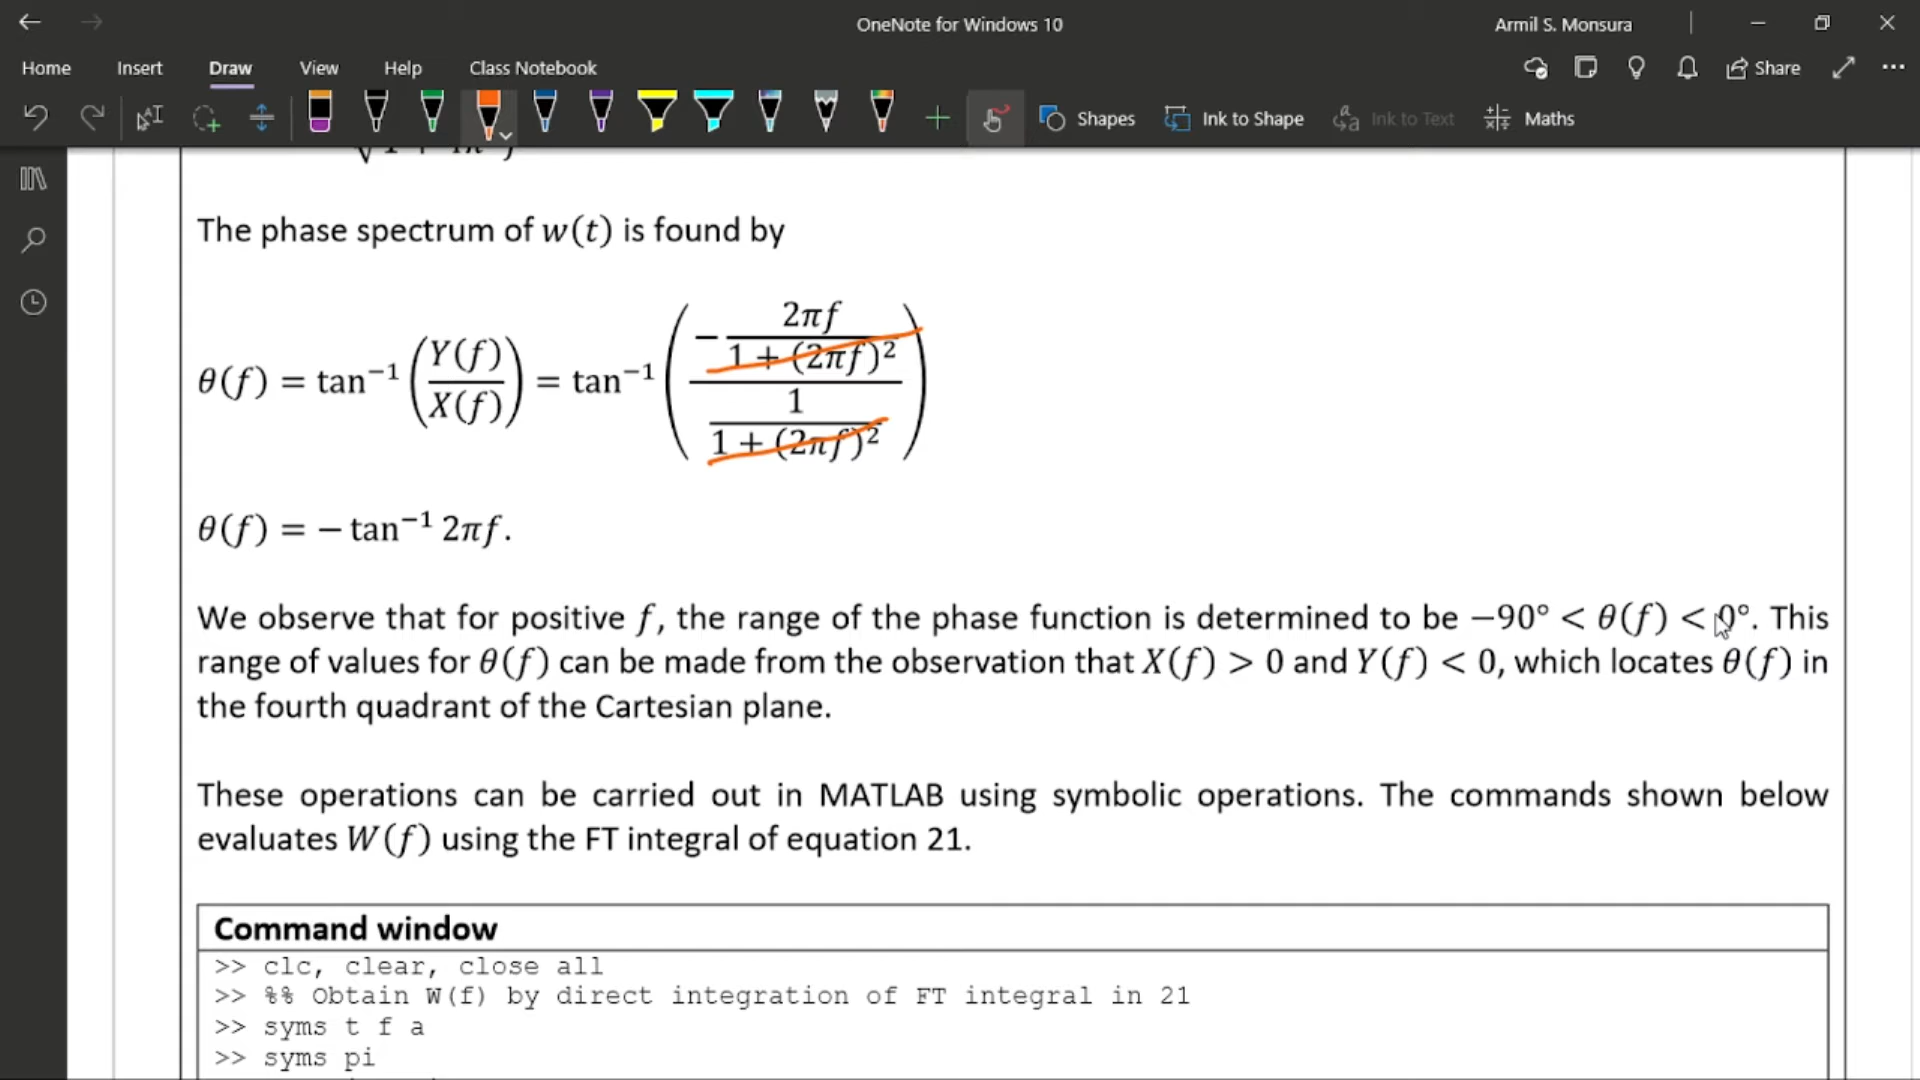 OneNote for Windows 10
Armil S. Monsura
Home Insert Draw View Help Class Notebook
Share
Shapes Ink to Shape Ink to Text Maths
The phase spectrum of w(t) is found by
θ(f) = tan⁻¹ (Y(f)/X(f)) = tan⁻¹ ((−2πf/(1 + (2πf)²))/(1/(1 + (2πf)²)))
θ(f) = − tan⁻¹ 2πf.
We observe that for positive f, the range of the phase function is determined to be −90° < θ(f) < 0°. This
range of values for θ(f) can be made from the observation that X(f) > 0 and Y(f) < 0, which locates θ(f) in
the fourth quadrant of the Cartesian plane.
These operations can be carried out in MATLAB using symbolic operations. The commands shown below
evaluates W(f) using the FT integral of equation 21.
Command window
>> clc, clear, close all
>> %% Obtain W(f) by direct integration of FT integral in 21
>> syms t f a
>> syms pi